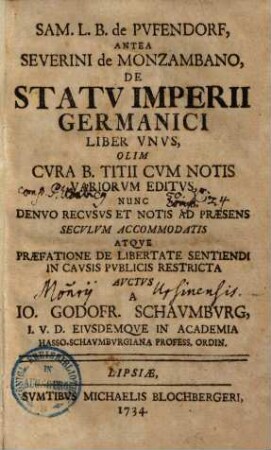 SAM. L. B. de PVFENDORF,
ANTEA
SEVERINI de MONZAMBANO,
DE
STATV IMPERII
GERMANICI
LIBER VNVS,
OLIM
CVRA B. TITII CVM NOTIS
VARIORVM EDITVS,
NUNC
DENVO RECVSVS ET NOTIS AD PRÆSENS
SECVLVM ACCOMMODATIS
ATQVE
PRÆFATIONE DE LIBERTATE SENTIENDI
IN CAVSIS PVBLICIS RESTRICTA
AVCTVS
A
IO. GODOFR. SCHAVMBVRG,
I. V. D. EIVSDEMQVE IN ACADEMIA
HASSO-SCHAVMBVRGIANA PROFESS. ORDIN.
LIPSIÆ,
SVMTIBVS MICHAELIS BLOCHBERGERI,
1734.